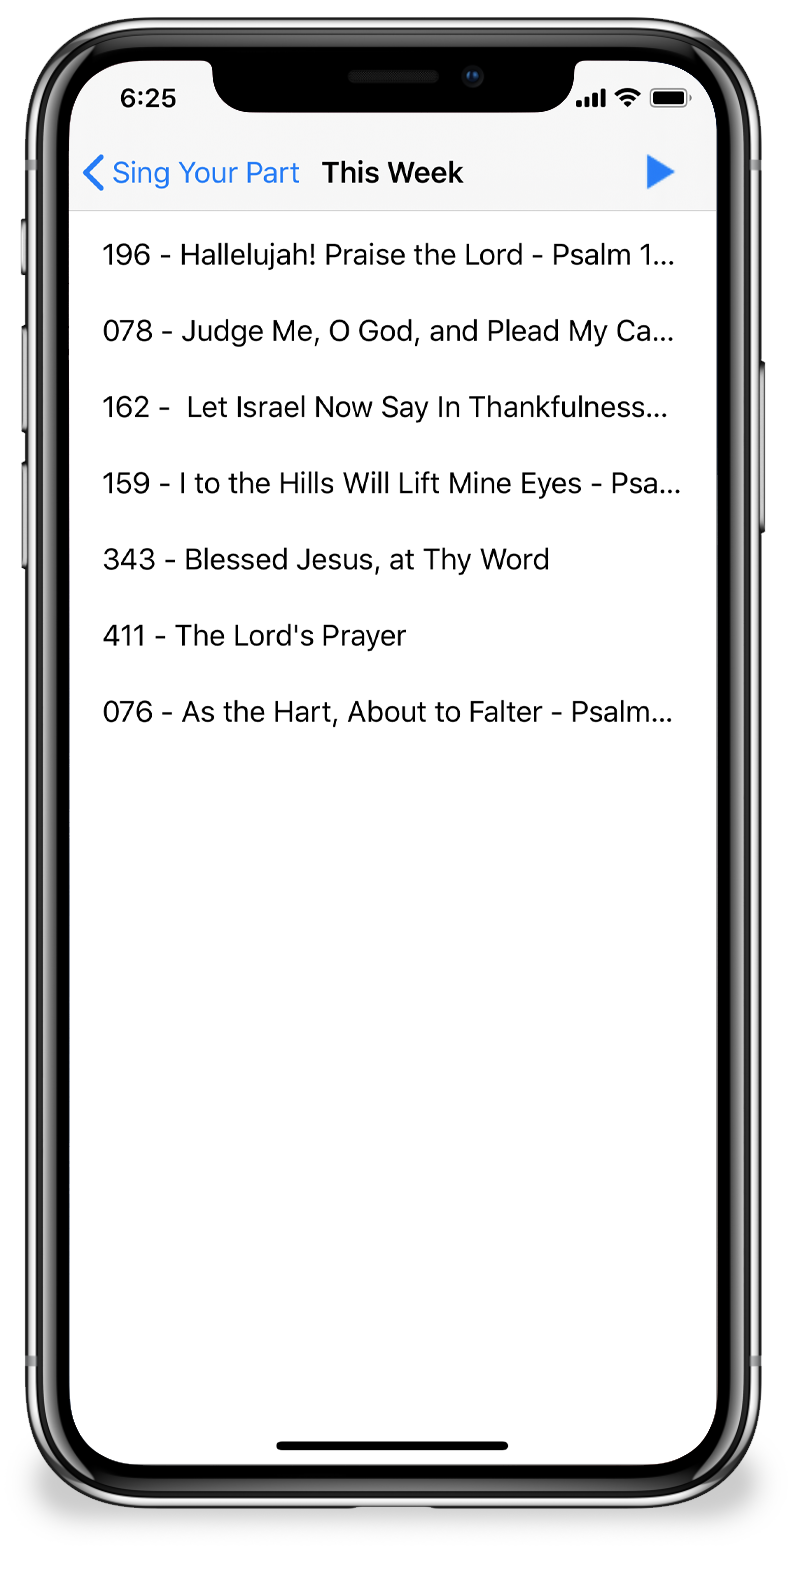 6:25
Sing Your Part This Week
196 - Hallelujah! Praise the Lord - Psalm 1...
078 - Judge Me, O God, and Plead My Ca...
162 -  Let Israel Now Say In Thankfulness...
159 - I to the Hills Will Lift Mine Eyes - Psa...
343 - Blessed Jesus, at Thy Word
411 - The Lord's Prayer
076 - As the Hart, About to Falter - Psalm...